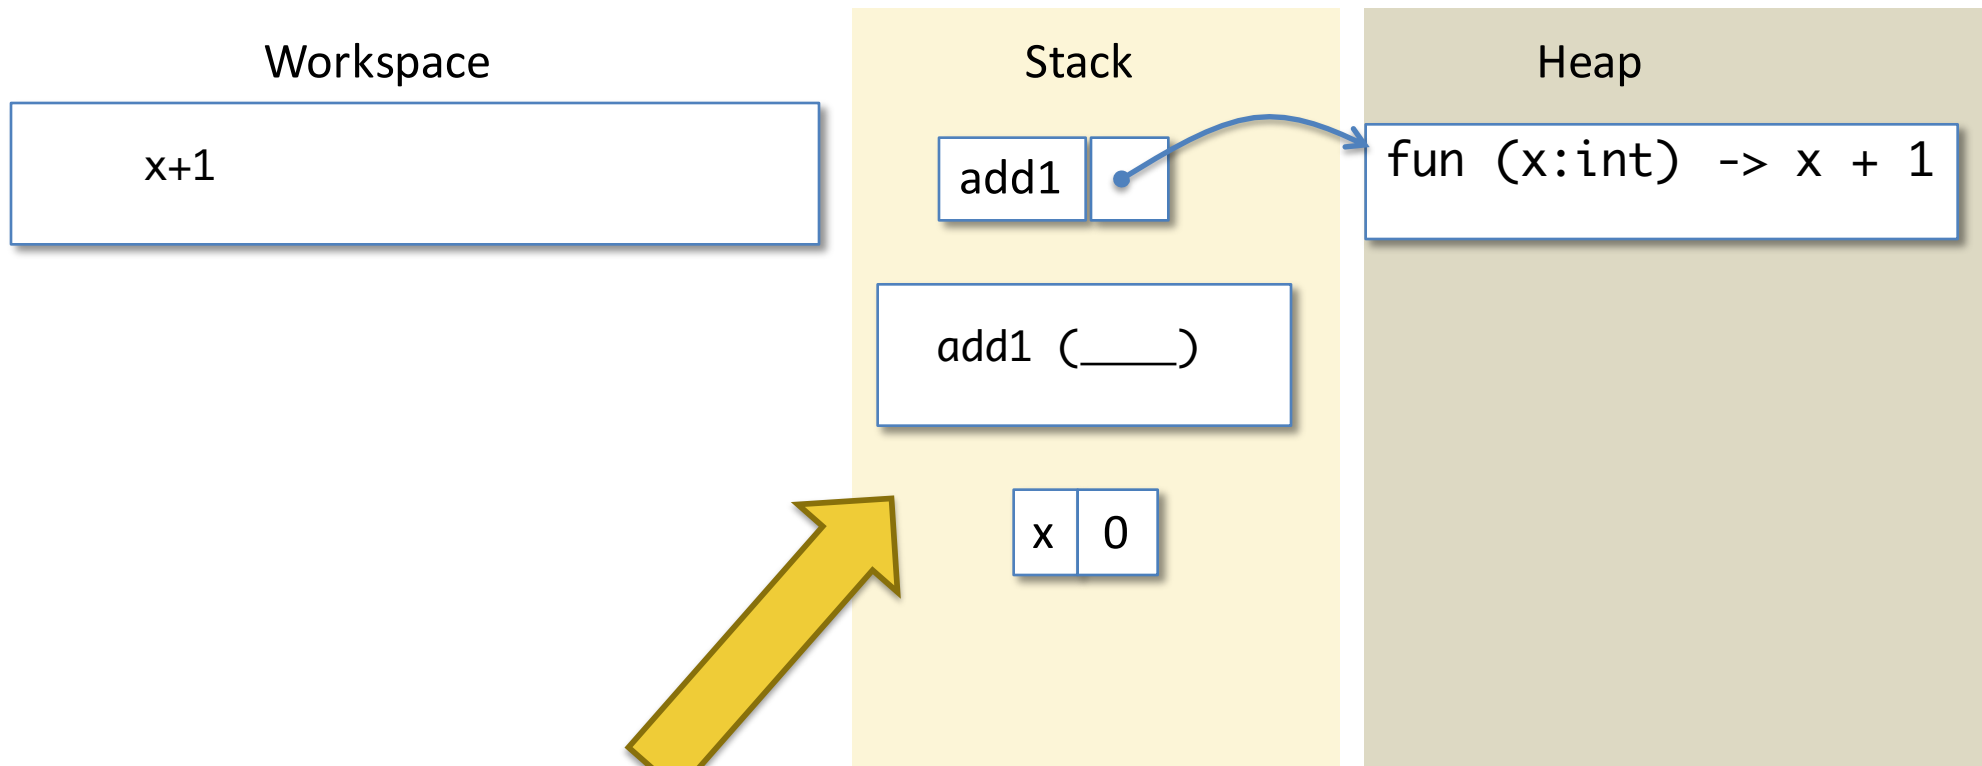 Workspace
Stack
Heap
x+1
add1
fun (x:int) -> x + 1
add1 (____)
x 0